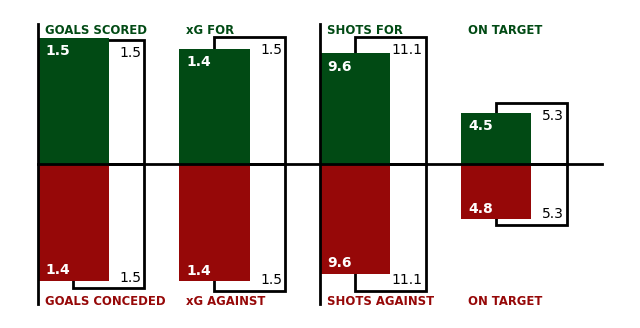 GOALS SCORED xG FOR SHOTS FOR ON TARGET
1.5 1.5 1.4 1.5 9.6 11.1 4.5 5.3
1.4 1.5 1.4 1.5 9.6 11.1 4.8 5.3
GOALS CONCEDED xG AGAINST SHOTS AGAINST ON TARGET